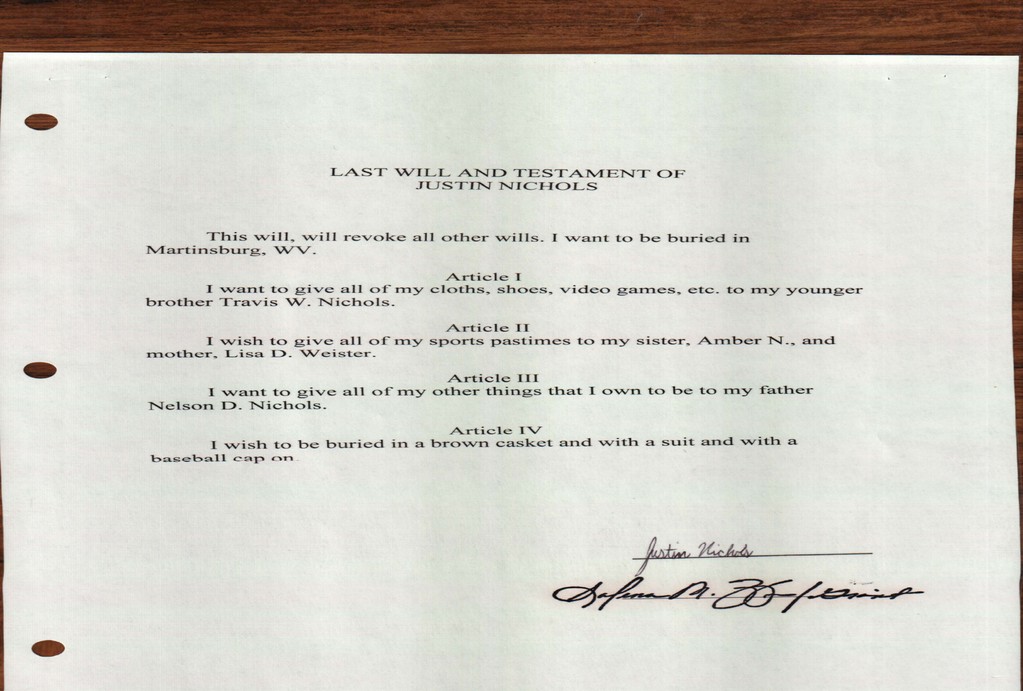 LAST WILL AND TESTAMENT OF
JUSTIN NICHOLS
This will, will revoke all other wills. I want to be buried in
Martinsburg, WV.
Article I
I want to give all of my cloths, shoes, video games, etc. to my younger
brother Travis W. Nichols.
Article II
I wish to give all of my sports pastimes to my sister, Amber N., and
mother, Lisa D. Weister.
Article III
I want to give all of my other things that I own to be to my father
Nelson D. Nichols.
Article IV
I wish to be buried in a brown casket and with a suit and with a
baseball cap on
Justin Nichols